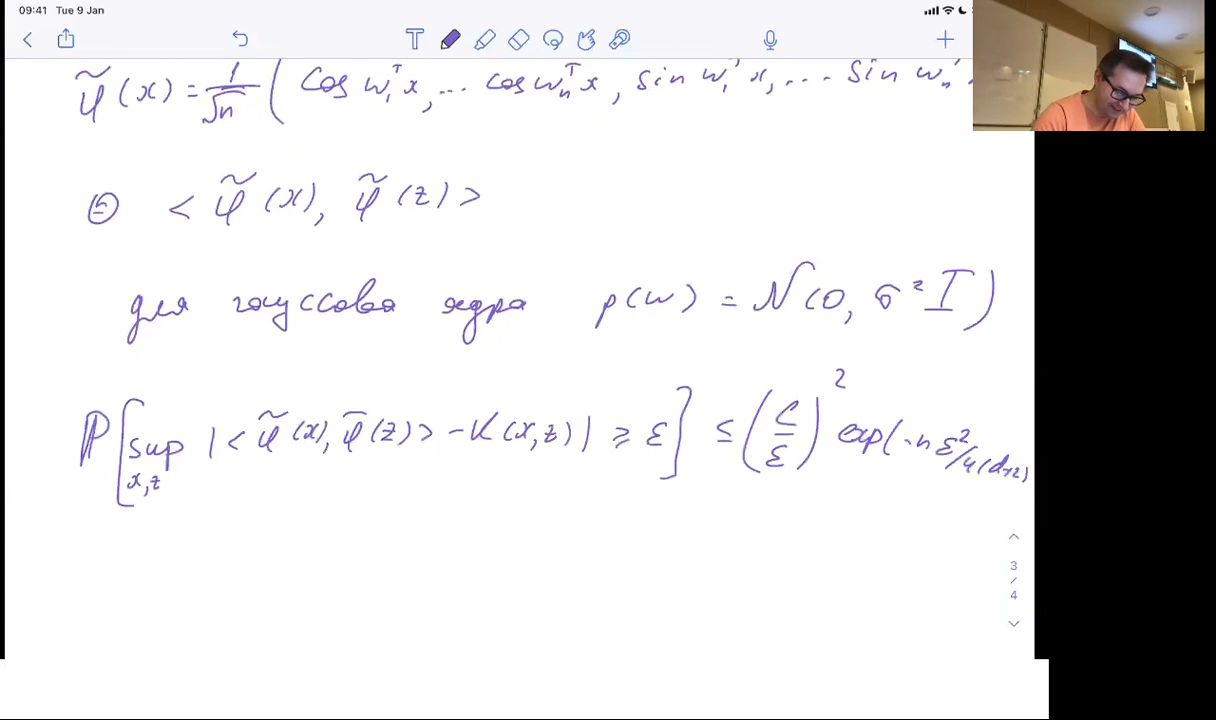 09:41 Tue 9 Jan
φ̃(x) = 1/√n ( cos w₁ᵀx, ... cos wₙᵀx, sin w₁ᵀx, ... sin wₙᵀ
⊜ < φ̃(x), φ̃(z) >
для гауссова ядра p(w) = N(0, σ²I)
P[ sup |< φ̃(x), φ̃(z) > - K(x,z)| ⩾ ε ] ≤ (C/ε)² exp(-n ε²/4(d+2)
x,z
3
/
4